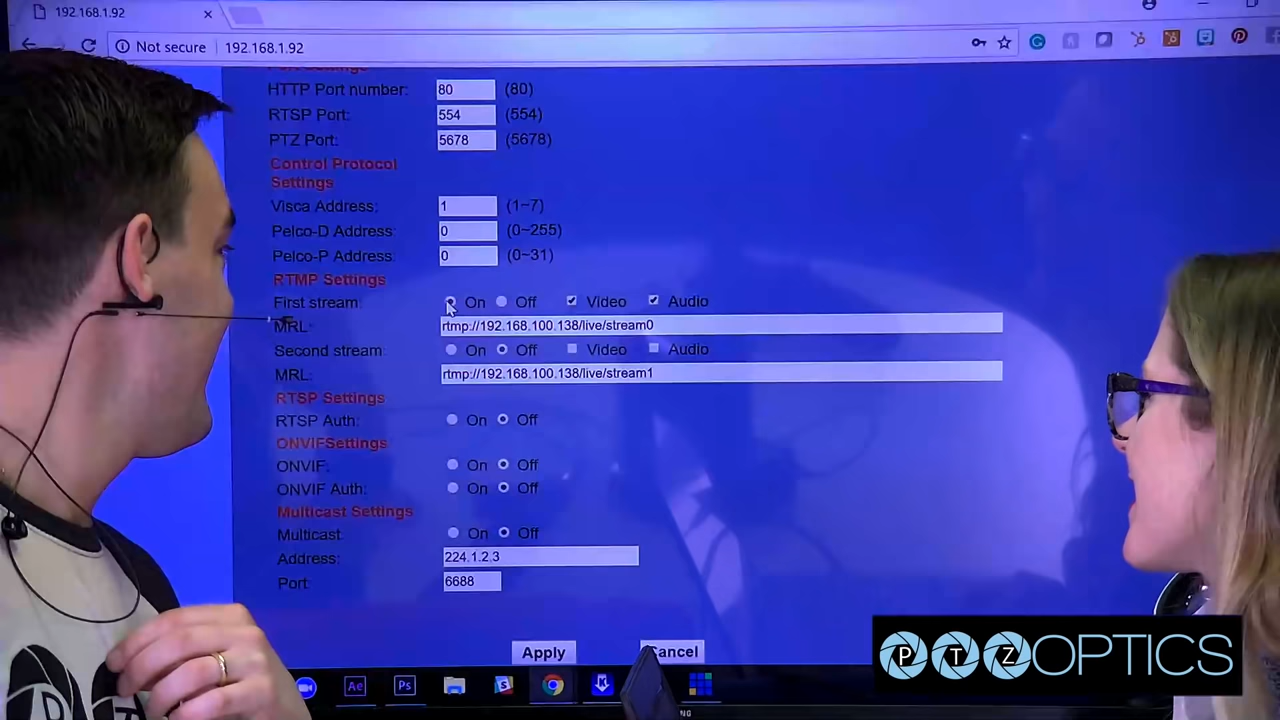 192.168.1.92
Not secure 192.168.1.92
HTTP Port number: 80 (80)
RTSP Port: 554 (554)
PTZ Port: 5678 (5678)
Control Protocol
Settings
Visca Address: 1 (1~7)
Pelco-D Address: 0 (0~255)
Pelco-P Address: 0 (0~31)
RTMP Settings
First stream: On Off Video Audio
MRL: rtmp://192.168.100.138/live/stream0
Second stream: On Off Video Audio
MRL: rtmp://192.168.100.138/live/stream1
RTSP Settings
RTSP Auth: On Off
ONVIFSettings
ONVIF: On Off
ONVIF Auth: On Off
Multicast Settings
Multicast: On Off
Address: 224.1.2.3
Port: 6688
Apply Cancel
Ae Ps
PTZOPTICS